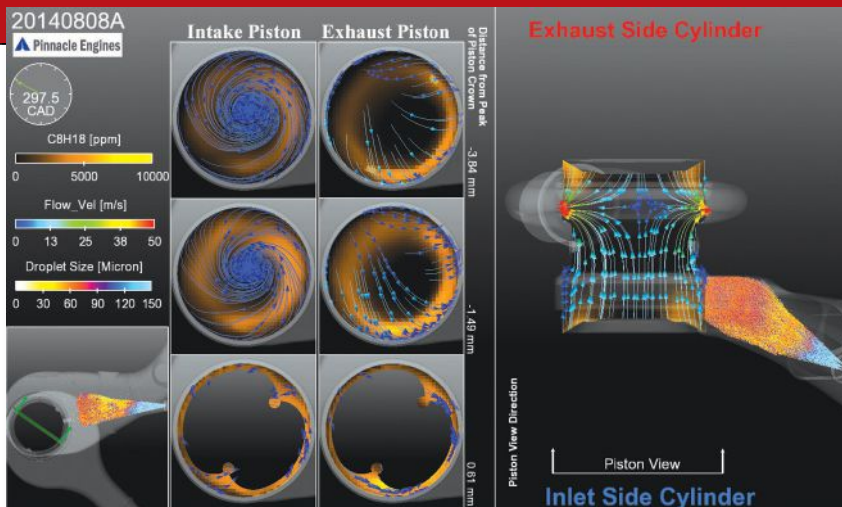 20140808A
Pinnacle Engines
297.5
CAD
C8H18 [ppm]
0 5000 10000
Flow_Vel [m/s]
0 13 25 38 50
Droplet Size [Micron]
0 30 60 90 120 150
Intake Piston
Exhaust Piston
Distance from Peak
of Piston Crown
-3.84 mm
-1.49 mm
0.61 mm
Exhaust Side Cylinder
Piston View Direction
Piston View
Inlet Side Cylinder